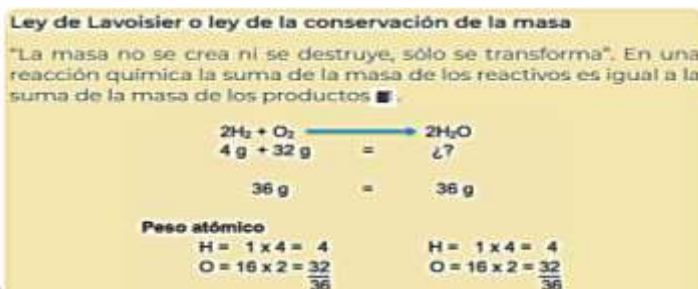 Ley de Lavoisier o ley de la conservación de la masa
"La masa no se crea ni se destruye, sólo se transforma". En una
reacción química la suma de la masa de los reactivos es igual a la
suma de la masa de los productos.
2H₂ + O₂ → 2H₂O
4 g + 32 g = ¿?
36 g = 36 g
Peso atómico
H = 1 x 4 = 4 H = 1 x 4 = 4
O = 16 x 2 = 32 O = 16 x 2 = 32
36 36